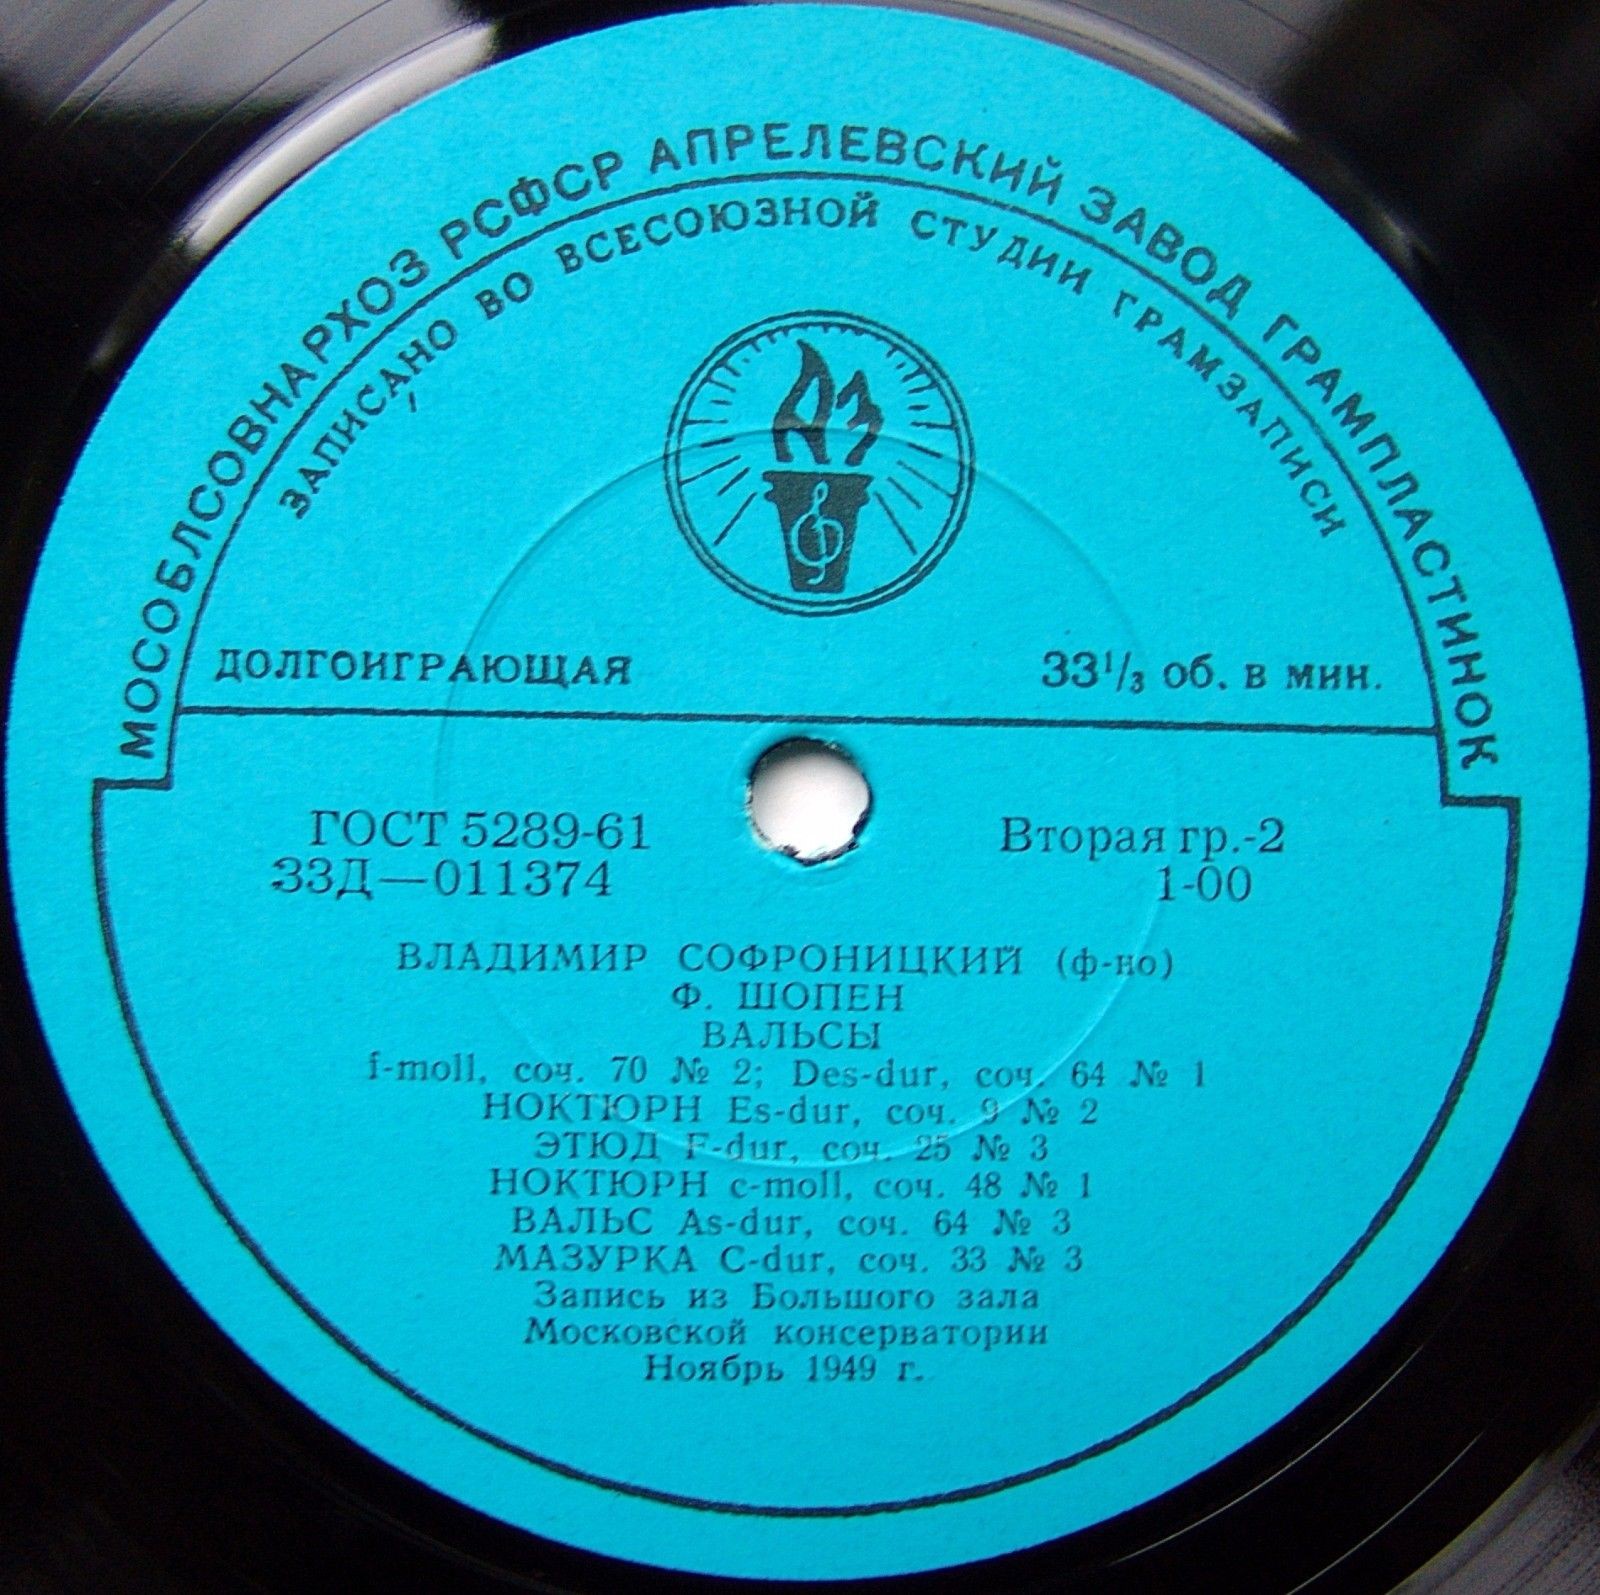 МОСОБЛСОВНАРХОЗ РСФСР АПРЕЛЕВСКИЙ ЗАВОД ГРАМПЛАСТИНОК
ЗАПИСАНО ВО ВСЕСОЮЗНОЙ СТУДИИ ГРАМЗАПИСИ
АЗ
ДОЛГОИГРАЮЩАЯ 33⅓ об. в мин.
ГОСТ 5289-61 Вторая гр.-2
33Д—011374 1-00
ВЛАДИМИР СОФРОНИЦКИЙ (ф-но)
Ф. ШОПЕН
ВАЛЬСЫ
f-moll, соч. 70 № 2; Des-dur, соч. 64 № 1
НОКТЮРН Es-dur, соч. 9 № 2
ЭТЮД F-dur, соч. 25 № 3
НОКТЮРН c-moll, соч. 48 № 1
ВАЛЬС As-dur, соч. 64 № 3
МАЗУРКА C-dur, соч. 33 № 3
Запись из Большого зала
Московской консерватории
Ноябрь 1949 г.